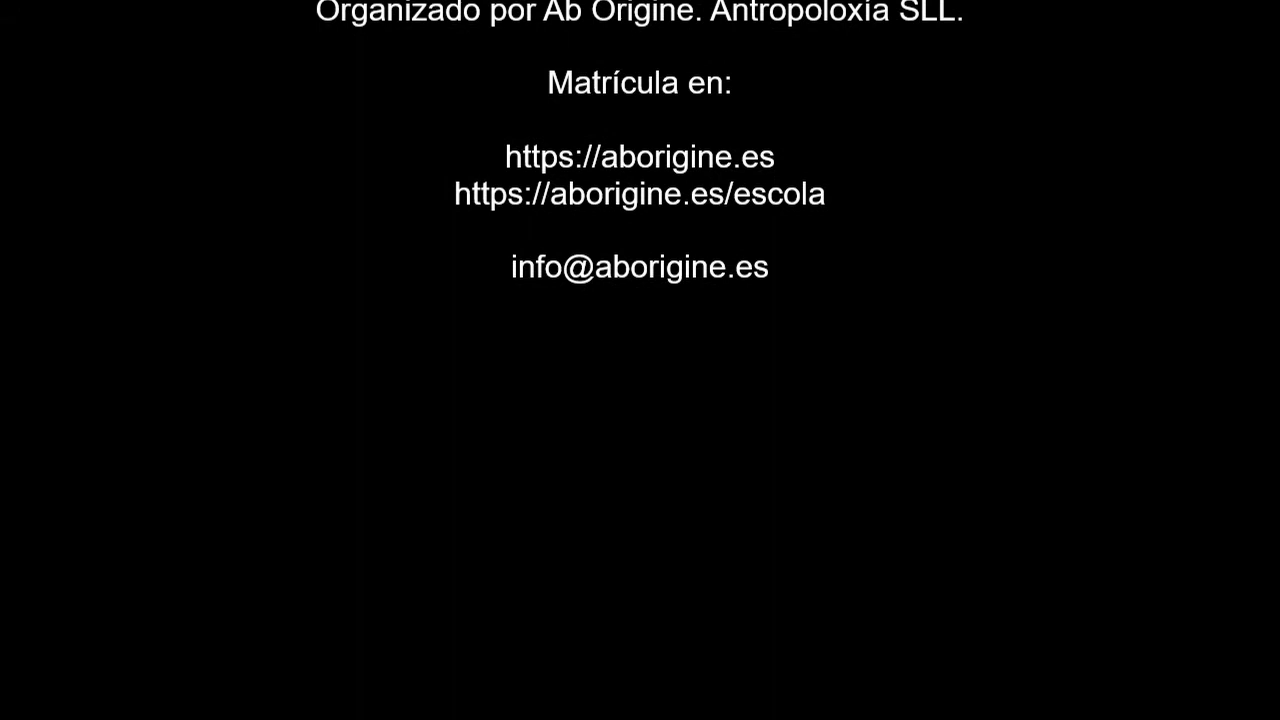 Organizado por Ab Origine. Antropoloxía SLL.
Matrícula en:
https://aborigine.es
https://aborigine.es/escola
info@aborigine.es